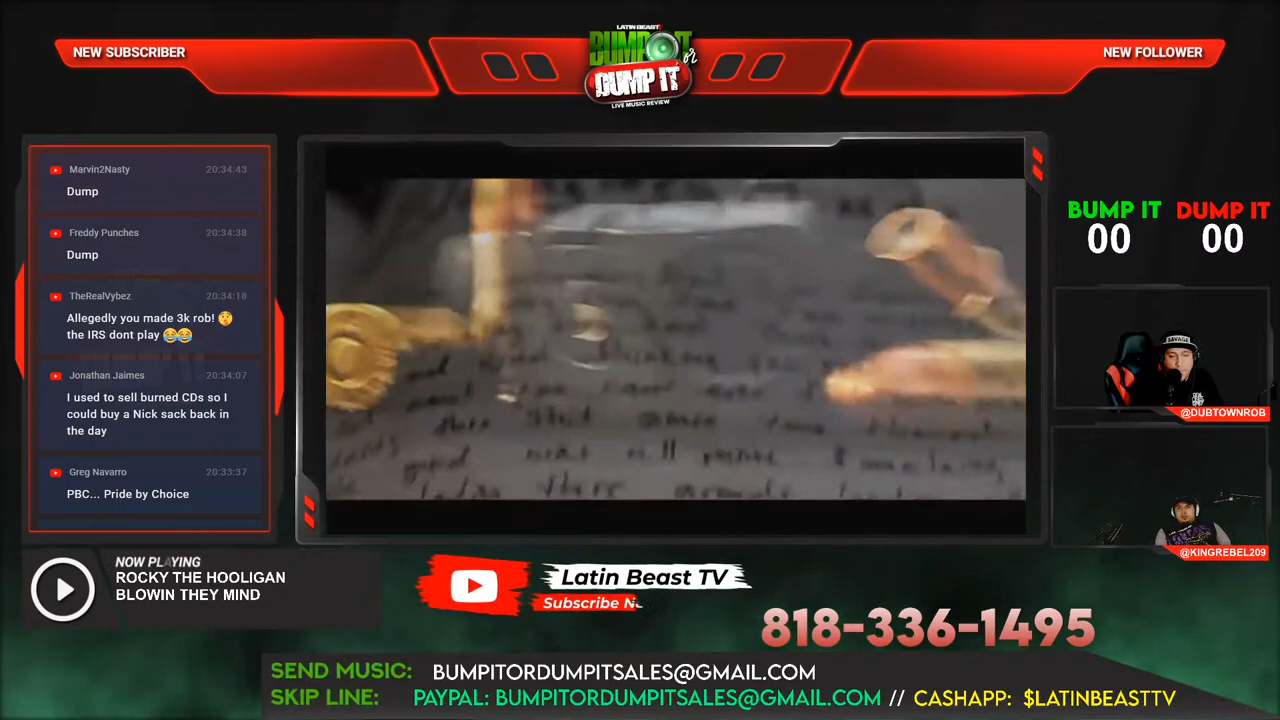 NEW SUBSCRIBER
LATIN BEAST
BUMP IT or
DUMP IT
LIVE MUSIC REVIEW
NEW FOLLOWER
Marvin2Nasty 20:34:43
Dump
Freddy Punches 20:34:38
Dump
TheRealVybez 20:34:18
Allegedly you made 3k rob! 🤫
the IRS dont play 😂😂
Jonathan Jaimes 20:34:07
I used to sell burned CDs so I
could buy a Nick sack back in
the day
Greg Navarro 20:33:37
PBC... Pride by Choice
thinking
BUMP IT DUMP IT
00 00
SAVAGE
@DUBTOWNROB
@KINGREBEL209
NOW PLAYING
ROCKY THE HOOLIGAN
BLOWIN THEY MIND
Latin Beast TV
Subscribe N
818-336-1495
SEND MUSIC: BUMPITORDUMPITSALES@GMAIL.COM
SKIP LINE: PAYPAL: BUMPITORDUMPITSALES@GMAIL.COM // CASHAPP: $LATINBEASTTV